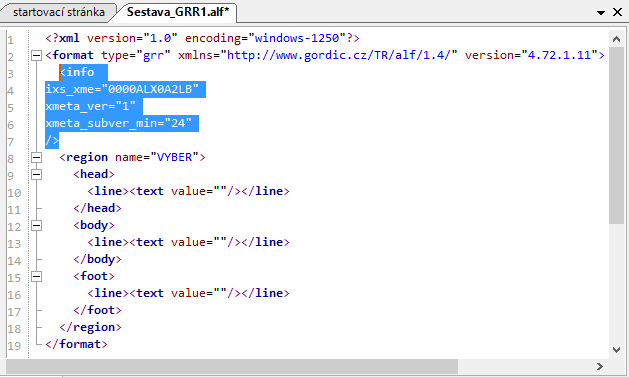 startovací stránka Sestava_GRR1.alf*
1 <?xml version="1.0" encoding="windows-1250"?>
2 <format type="grr" xmlns="http://www.gordic.cz/TR/alf/1.4/" version="4.72.1.11">
3 <info
4 ixs_xme="0000ALX0A2LB"
5 xmeta_ver="1"
6 xmeta_subver_min="24"
7 />
8 <region name="VYBER">
9 <head>
10 <line><text value=""/></line>
11 </head>
12 <body>
13 <line><text value=""/></line>
14 </body>
15 <foot>
16 <line><text value=""/></line>
17 </foot>
18 </region>
19 </format>